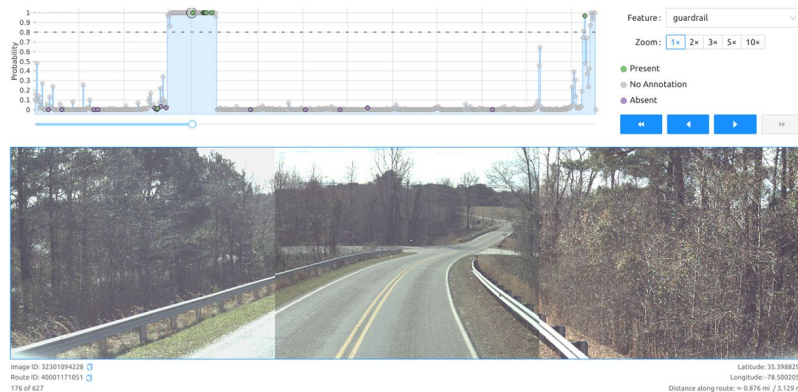 Feature: guardrail
Zoom: 1× 2× 3× 5× 10×
Present
No Annotation
Absent
Probability
1
0.9
0.8
0.7
0.6
0.5
0.4
0.3
0.2
0.1
0
Image ID: 32301094228
Route ID: 40001171051
176 of 627
Latitude: 35.398829
Longitude: -78.500205
Distance along route: ≈ 0.876 mi / 3.129 m